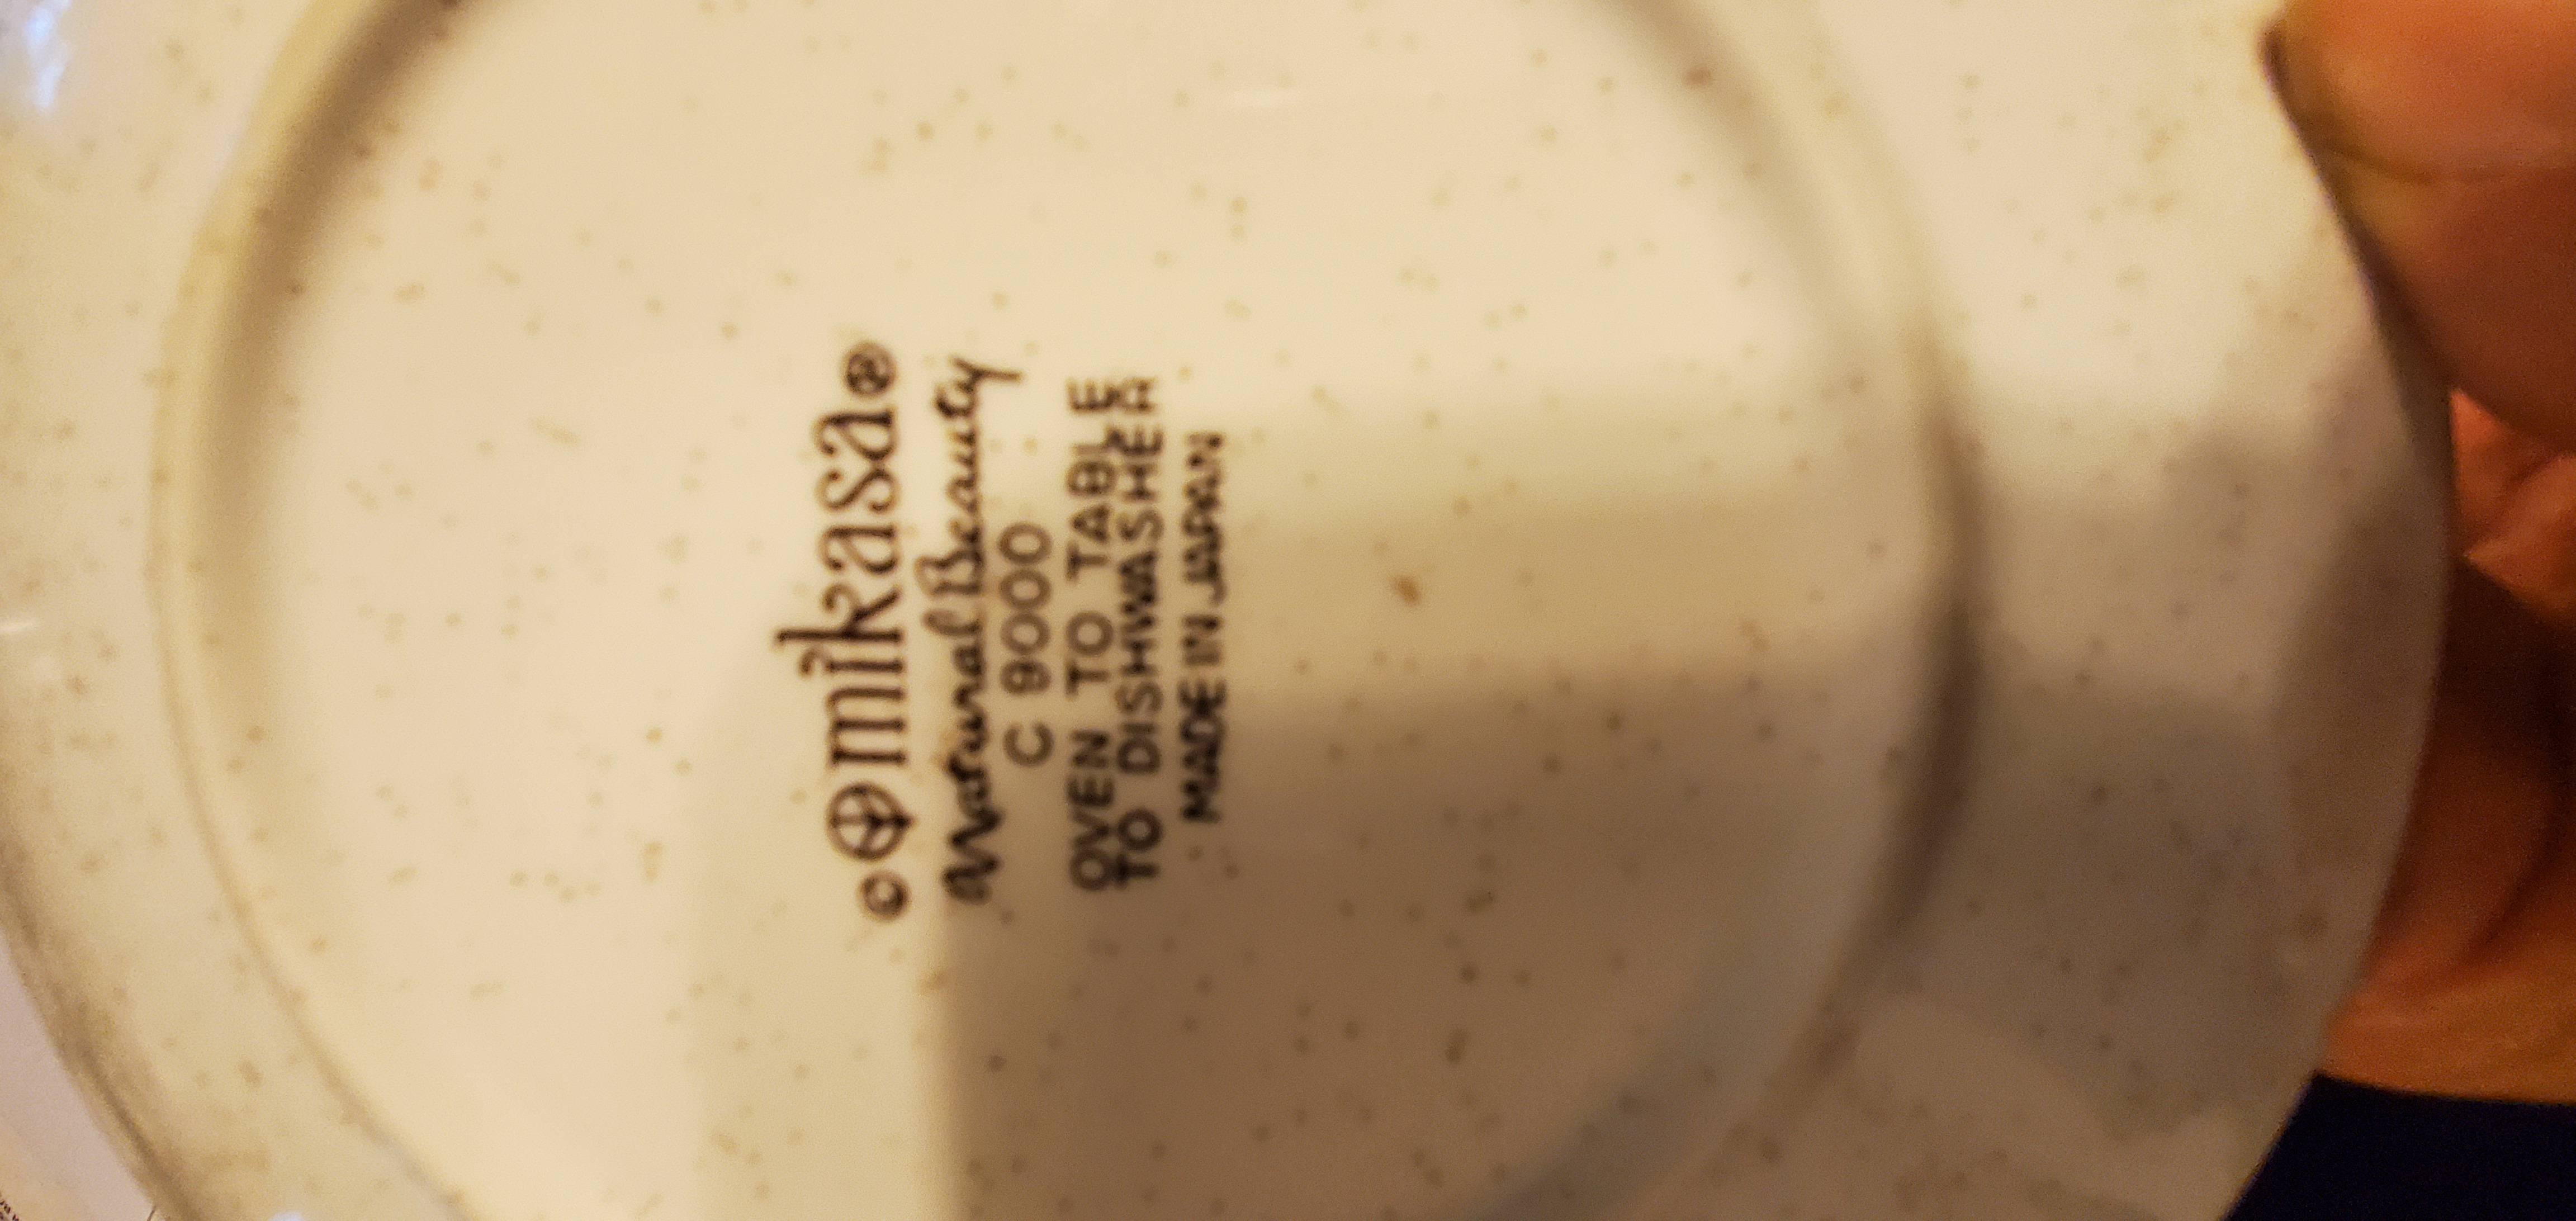 © mikasa®
Natural Beauty
C 9000
OVEN TO TABLE
TO DISHWASHER
MADE IN JAPAN